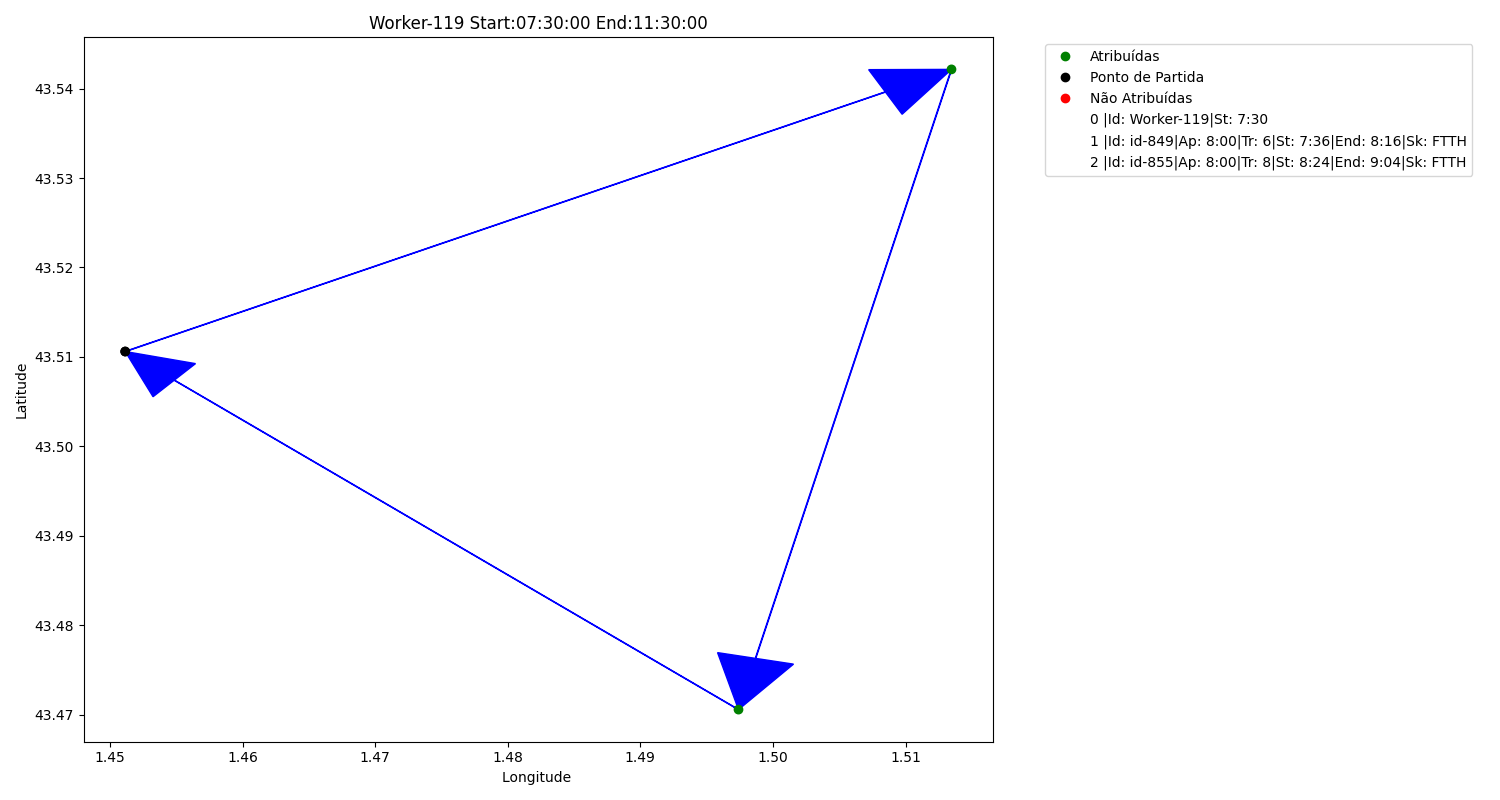 Worker-119 Start:07:30:00 End:11:30:00
43.54
43.53
43.52
43.51
43.50
43.49
43.48
43.47
Latitude
1.45 1.46 1.47 1.48 1.49 1.50 1.51
Longitude
Atribuídas
Ponto de Partida
Não Atribuídas
0 |Id: Worker-119|St: 7:30
1 |Id: id-849|Ap: 8:00|Tr: 6|St: 7:36|End: 8:16|Sk: FTTH
2 |Id: id-855|Ap: 8:00|Tr: 8|St: 8:24|End: 9:04|Sk: FTTH